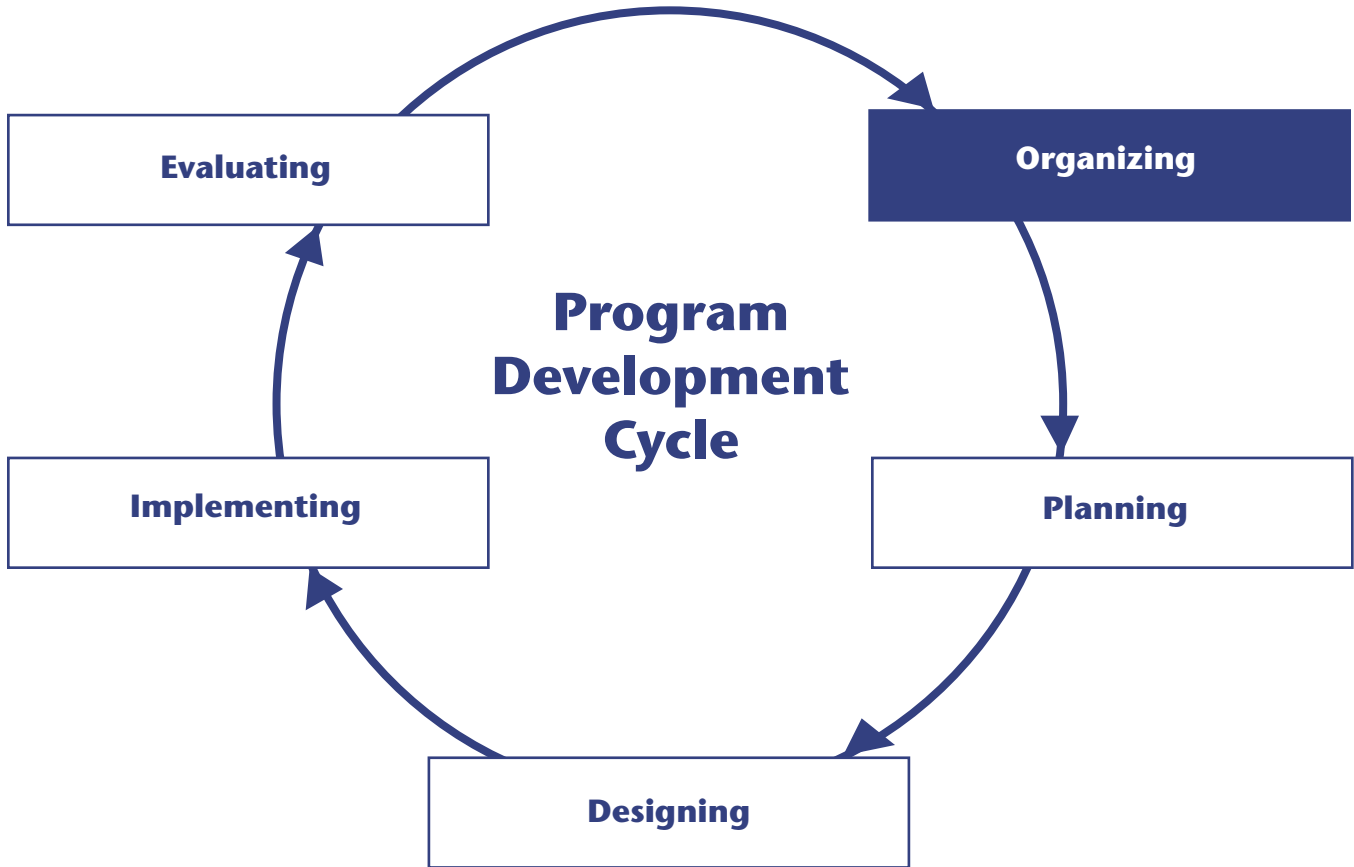 Evaluating
Organizing
Program
Development
Cycle
Implementing
Planning
Designing